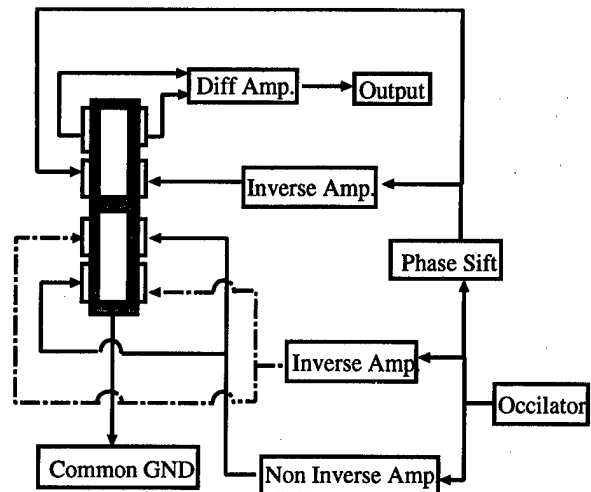 Diff Amp.
Output
Inverse Amp.
Phase Sift
Inverse Amp.
Occilator
Common GND
Non Inverse Amp.